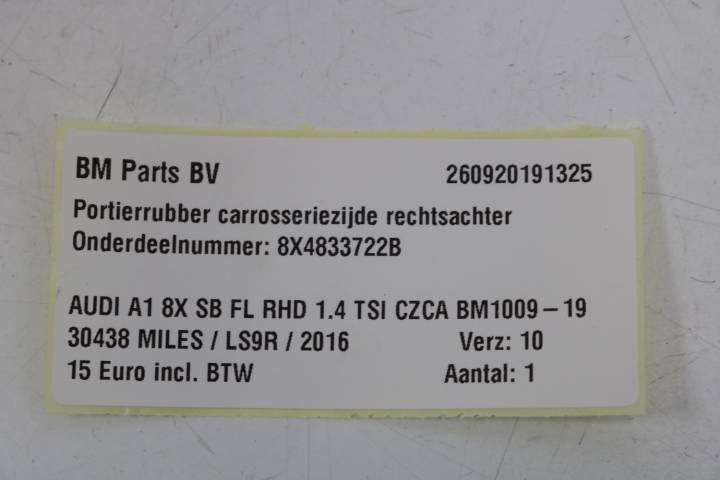 BM Parts BV 260920191325
Portierrubber carrosseriezijde rechtsachter
Onderdeelnummer: 8X4833722B
AUDI A1 8X SB FL RHD 1.4 TSI CZCA BM1009-19
30438 MILES / LS9R / 2016 Verz: 10
15 Euro incl. BTW Aantal: 1